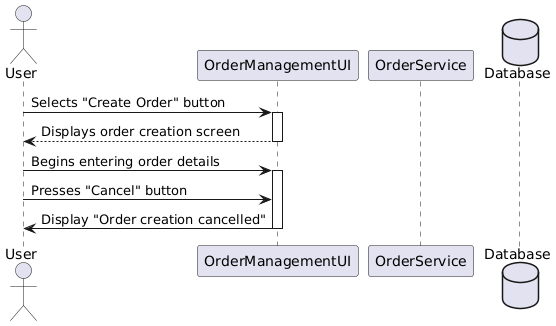 User
OrderManagementUI
OrderService
Database
Selects "Create Order" button
Displays order creation screen
Begins entering order details
Presses "Cancel" button
Display "Order creation cancelled"
User
OrderManagementUI
OrderService
Database